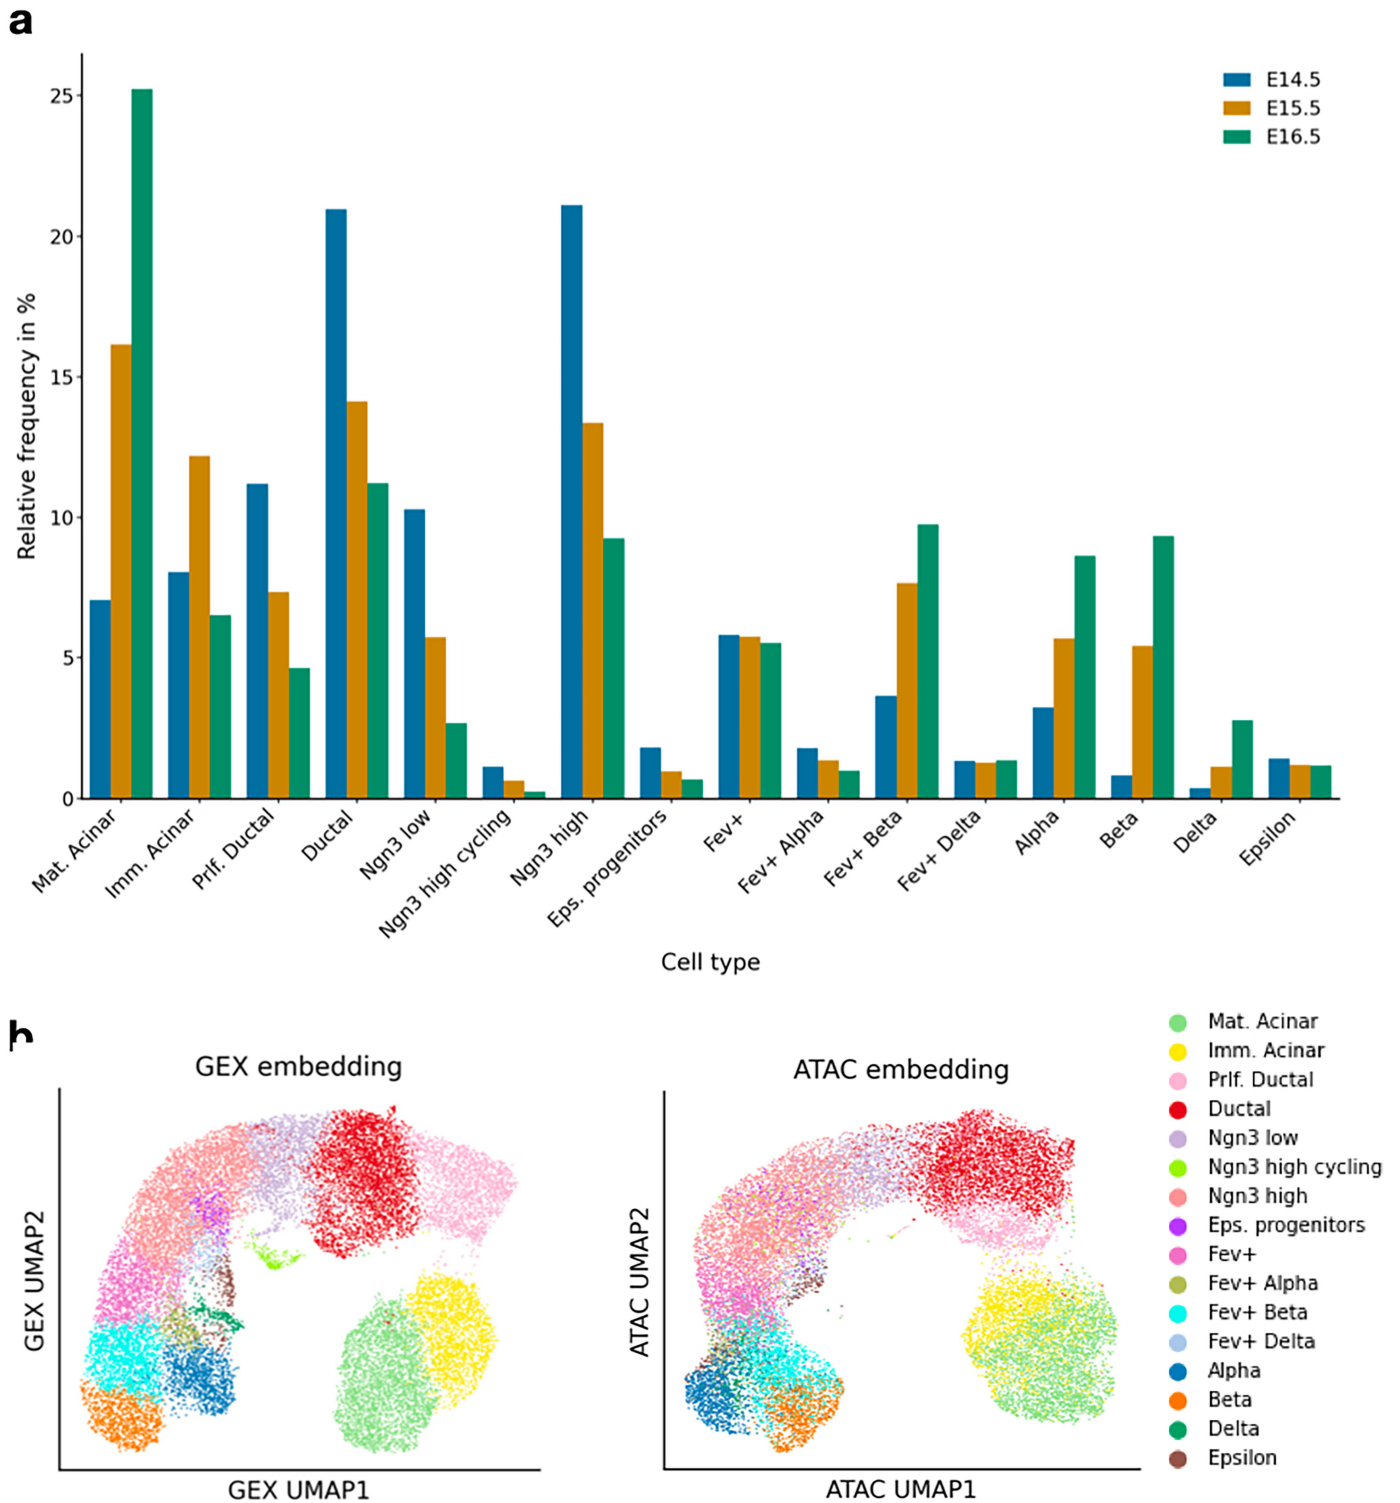 a
25
20
15
10
5
0
Relative frequency in %
E14.5
E15.5
E16.5
Mat. Acinar
Imm. Acinar
Prlf. Ductal
Ductal
Ngn3 low
Ngn3 high cycling
Ngn3 high
Eps. progenitors
Fev+
Fev+ Alpha
Fev+ Beta
Fev+ Delta
Alpha
Beta
Delta
Epsilon
Cell type
b
GEX embedding
GEX UMAP2
GEX UMAP1
ATAC embedding
ATAC UMAP2
ATAC UMAP1
Mat. Acinar
Imm. Acinar
Prlf. Ductal
Ductal
Ngn3 low
Ngn3 high cycling
Ngn3 high
Eps. progenitors
Fev+
Fev+ Alpha
Fev+ Beta
Fev+ Delta
Alpha
Beta
Delta
Epsilon